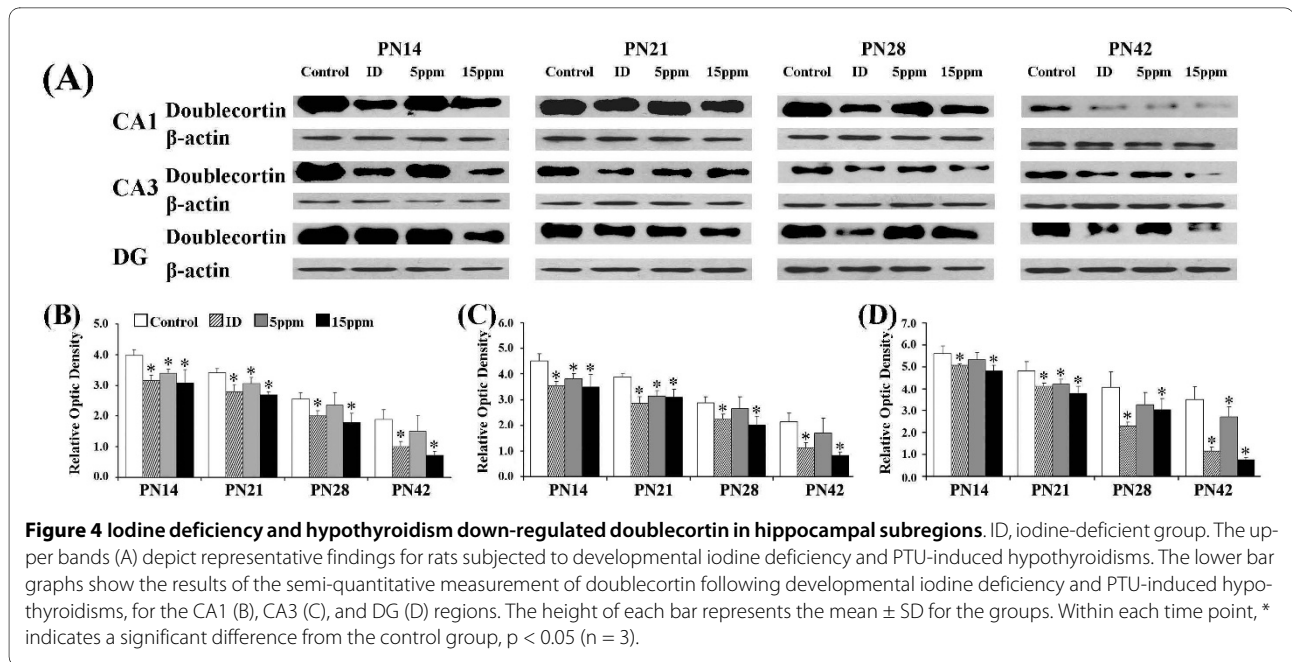 PN14 PN21 PN28 PN42
(A) Control ID 5ppm 15ppm Control ID 5ppm 15ppm Control ID 5ppm 15ppm Control ID 5ppm 15ppm
CA1 Doublecortin
β-actin
CA3 Doublecortin
β-actin
DG Doublecortin
β-actin
(B) Control ID 5ppm 15ppm
Relative Optic Density
5.0
4.0
3.0
2.0
1.0
0.0
* * * * * * * * * *
PN14 PN21 PN28 PN42
(C)
Relative Optic Density
6.0
5.0
4.0
3.0
2.0
1.0
0.0
* * * * * * * * * *
PN14 PN21 PN28 PN42
(D)
Relative Optic Density
7.0
6.0
5.0
4.0
3.0
2.0
1.0
0.0
* * * * * * * * * *
PN14 PN21 PN28 PN42
Figure 4 Iodine deficiency and hypothyroidism down-regulated doublecortin in hippocampal subregions. ID, iodine-deficient group. The up-
per bands (A) depict representative findings for rats subjected to developmental iodine deficiency and PTU-induced hypothyroidisms. The lower bar
graphs show the results of the semi-quantitative measurement of doublecortin following developmental iodine deficiency and PTU-induced hypo-
thyroidisms, for the CA1 (B), CA3 (C), and DG (D) regions. The height of each bar represents the mean ± SD for the groups. Within each time point, *
indicates a significant difference from the control group, p < 0.05 (n = 3).